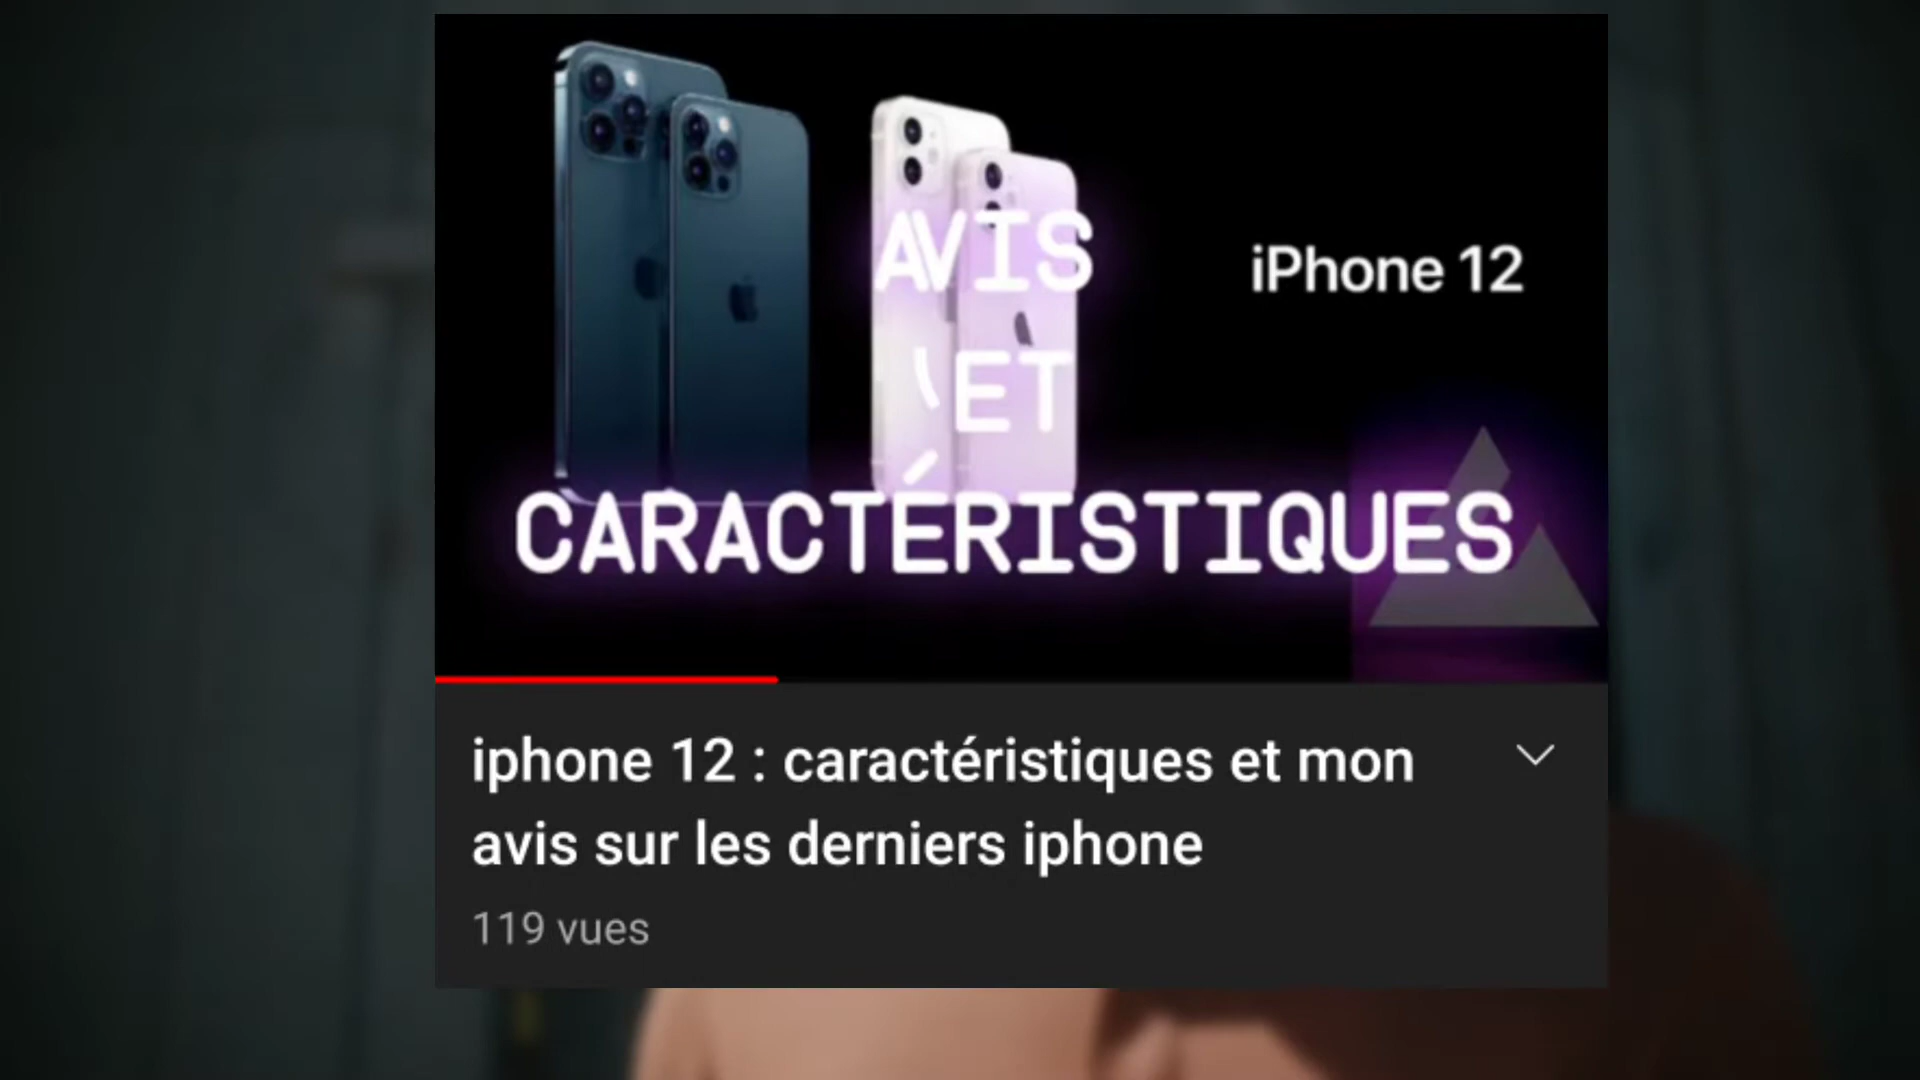 AVIS
iPhone 12
ET
CARACTÉRISTIQUES
iphone 12 : caractéristiques et mon
avis sur les derniers iphone
119 vues